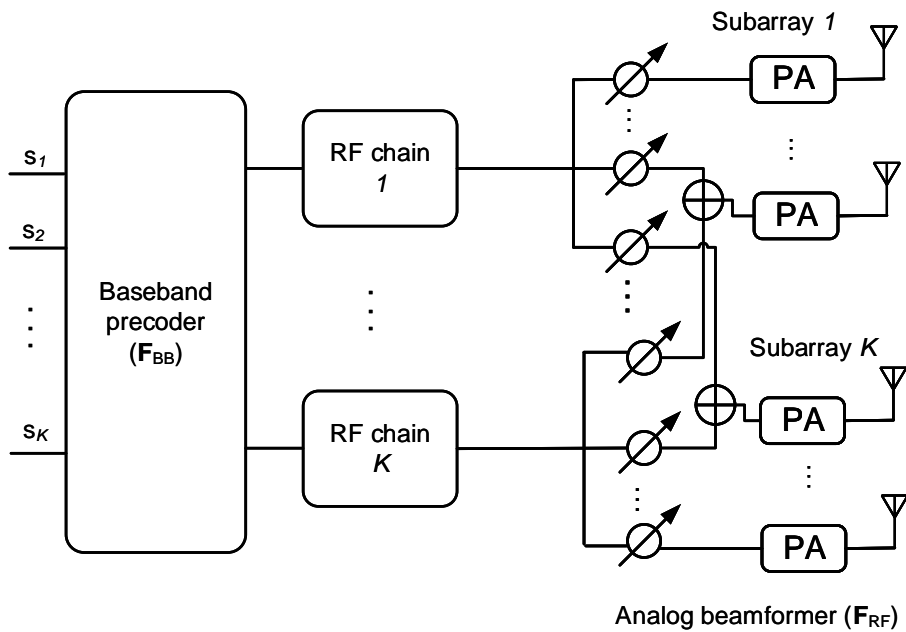 Subarray 1
PA
PA
s1
s2
sK
Baseband
precoder
(FBB)
RF chain
1
RF chain
K
Subarray K
PA
PA
Analog beamformer (FRF)